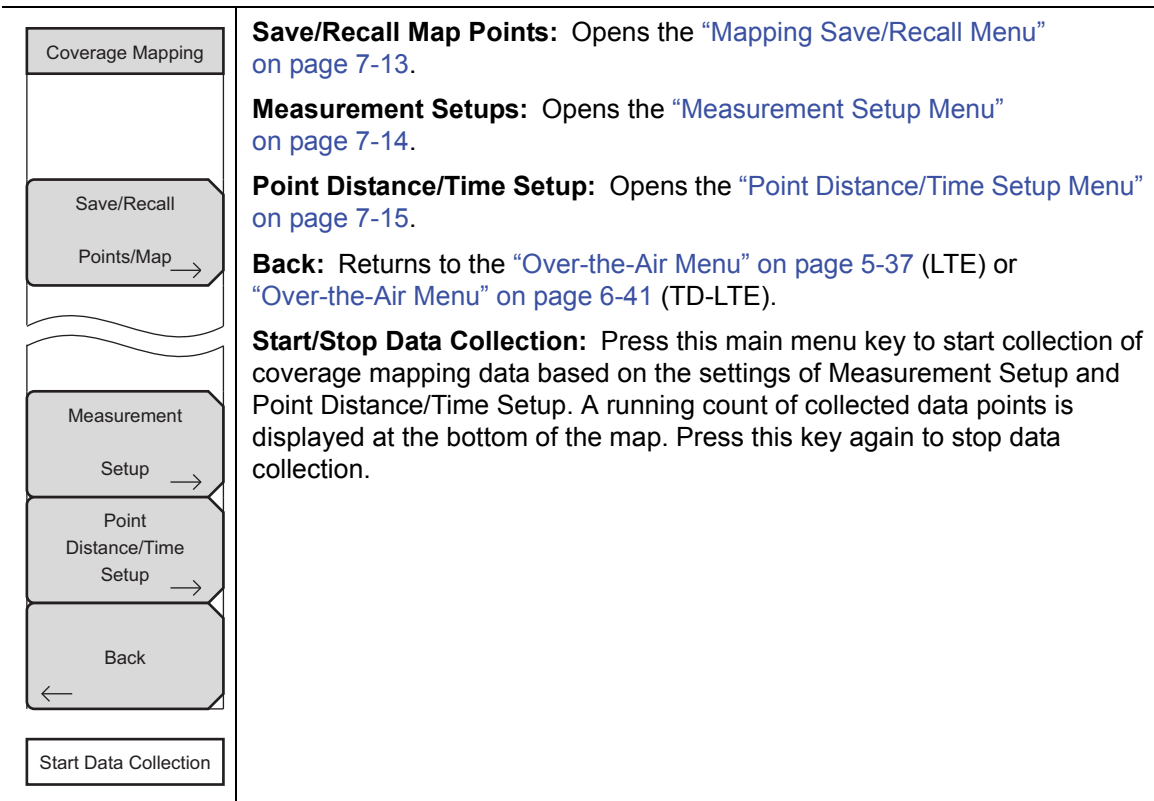 Coverage Mapping
Save/Recall
Points/Map
Measurement
Setup
Point
Distance/Time
Setup
Back
Start Data Collection
Save/Recall Map Points: Opens the “Mapping Save/Recall Menu”
on page 7-13.
Measurement Setups: Opens the “Measurement Setup Menu”
on page 7-14.
Point Distance/Time Setup: Opens the “Point Distance/Time Setup Menu”
on page 7-15.
Back: Returns to the “Over-the-Air Menu” on page 5-37 (LTE) or
“Over-the-Air Menu” on page 6-41 (TD-LTE).
Start/Stop Data Collection: Press this main menu key to start collection of
coverage mapping data based on the settings of Measurement Setup and
Point Distance/Time Setup. A running count of collected data points is
displayed at the bottom of the map. Press this key again to stop data
collection.